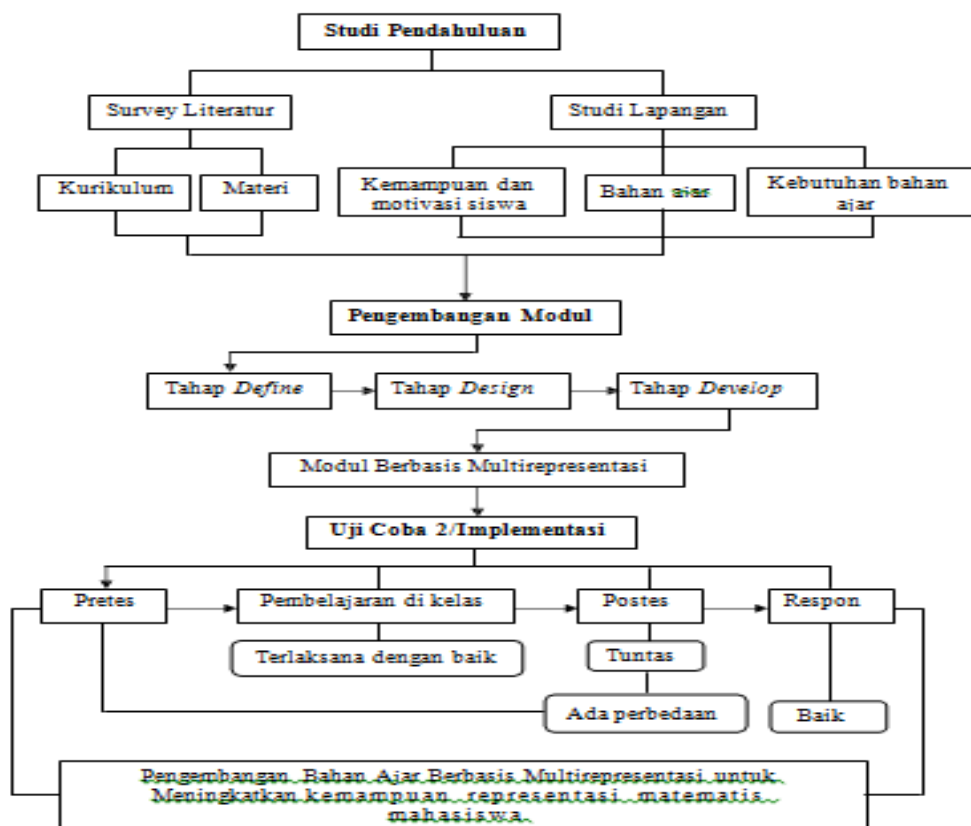 Studi Pendahuluan
Survey Literatur
Studi Lapangan
Kurikulum
Materi
Kemampuan dan
motivasi siswa
Bahan ajar
Kebutuhan bahan
ajar
Pengembangan Modul
Tahap Define
Tahap Design
Tahap Develop
Modul Berbasis Multirepresentasi
Uji Coba 2/Implementasi
Pretes
Pembelajaran di kelas
Postes
Respon
Terlaksana dengan baik
Tuntas
Ada perbedaan
Baik
Pengembangan Bahan Ajar Berbasis Multirepresentasi untuk
Meningkatkan kemampuan representasi matematis
mahasiswa.